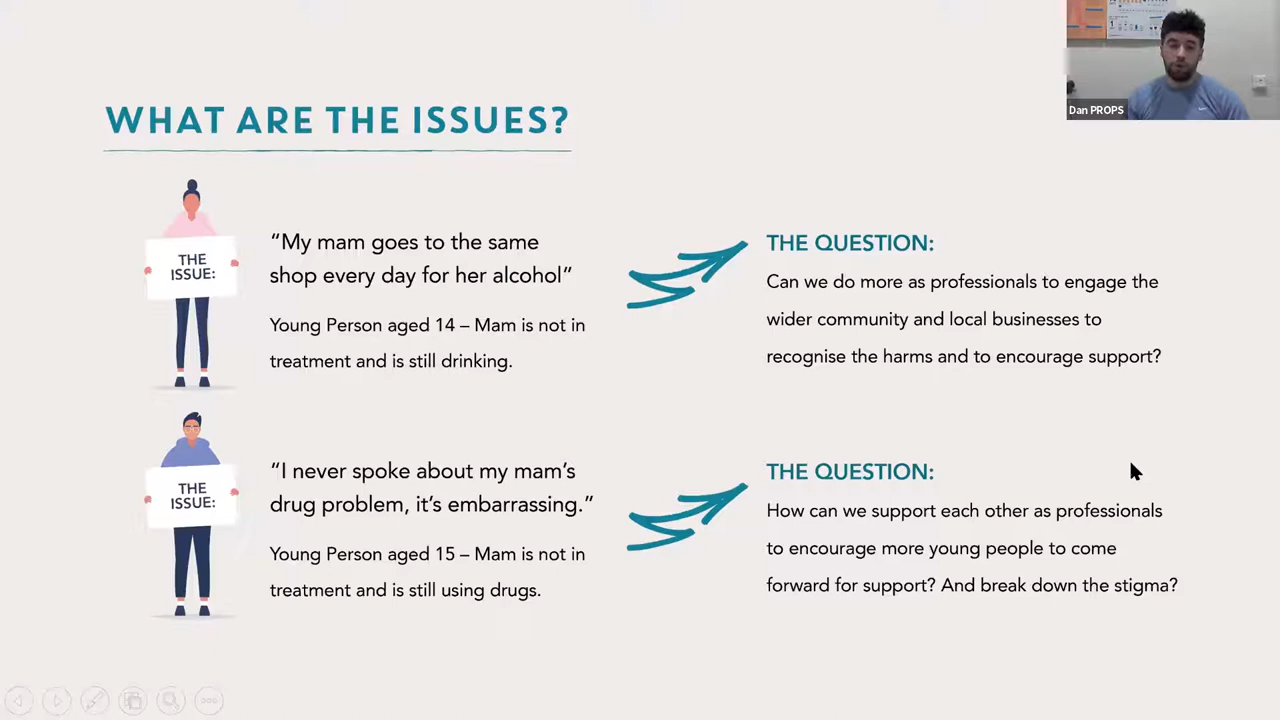 WHAT ARE THE ISSUES?
Dan PROPS
THE
ISSUE:
“My mam goes to the same
shop every day for her alcohol”
Young Person aged 14 – Mam is not in
treatment and is still drinking.
THE QUESTION:
Can we do more as professionals to engage the
wider community and local businesses to
recognise the harms and to encourage support?
THE
ISSUE:
“I never spoke about my mam’s
drug problem, it’s embarrassing.”
Young Person aged 15 – Mam is not in
treatment and is still using drugs.
THE QUESTION:
How can we support each other as professionals
to encourage more young people to come
forward for support? And break down the stigma?